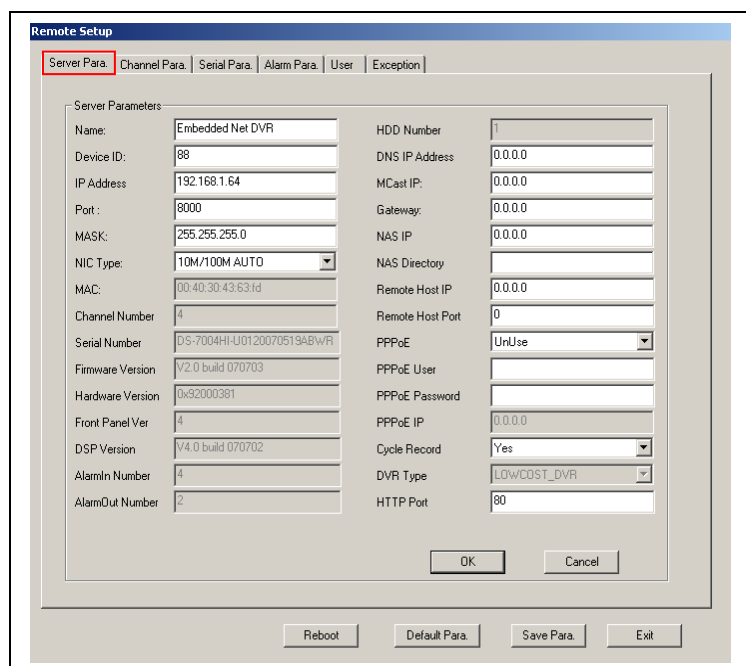 Remote Setup
Server Para. Channel Para. Serial Para. Alarm Para. User Exception
Server Parameters
Name: Embedded Net DVR
Device ID: 88
IP Address 192.168.1.64
Port : 8000
MASK: 255.255.255.0
NIC Type: 10M/100M AUTO
MAC: 00:40:30:43:63:fd
Channel Number 4
Serial Number DS-7004HI-U0120070519ABWR
Firmware Version V2.0 build 070703
Hardware Version 0x92000381
Front Panel Ver 4
DSP Version V4.0 build 070702
AlarmIn Number 4
AlarmOut Number 2
HDD Number 1
DNS IP Address 0.0.0.0
MCast IP: 0.0.0.0
Gateway: 0.0.0.0
NAS IP 0.0.0.0
NAS Directory
Remote Host IP 0.0.0.0
Remote Host Port 0
PPPoE UnUse
PPPoE User
PPPoE Password
PPPoE IP 0.0.0.0
Cycle Record Yes
DVR Type LOWCOST_DVR
HTTP Port 80
OK Cancel
Reboot Default Para. Save Para. Exit